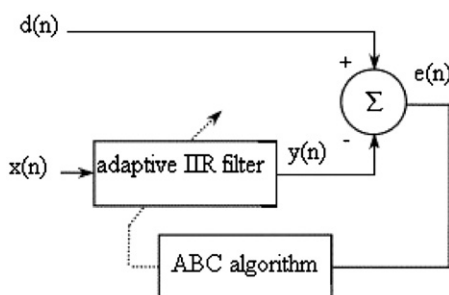 d(n)
+
e(n)
Σ
-
x(n)
adaptive IIR filter
y(n)
ABC algorithm